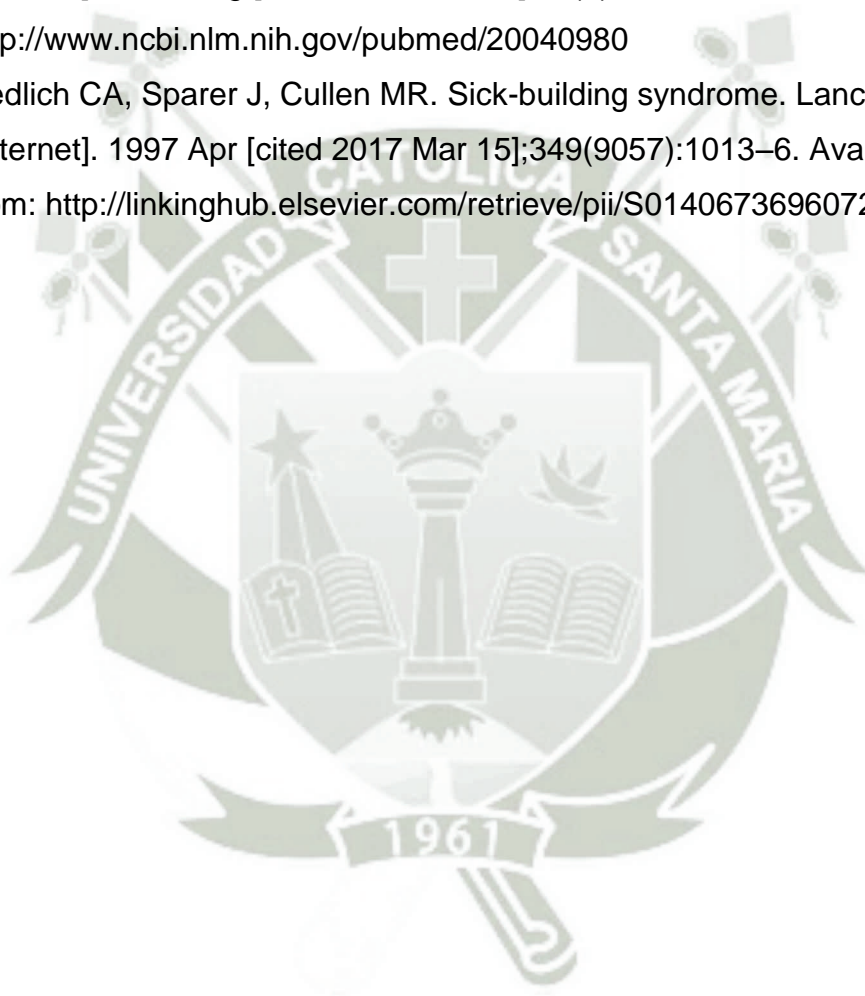 p://www.ncbi.nlm.nih.gov/pubmed/20040980
edlich CA, Sparer J, Cullen MR. Sick-building syndrome. Lanc
ternet]. 1997 Apr [cited 2017 Mar 15];349(9057):1013–6. Ava
om: http://linkinghub.elsevier.com/retrieve/pii/S0140673696072
UNIVERSIDAD CATOLICA SANTA MARIA
1961